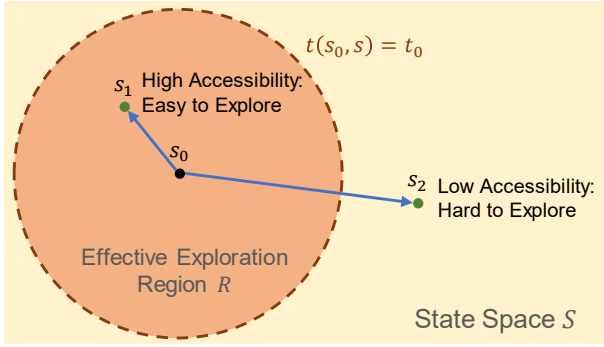 t(s₀, s) = t₀
s₁ High Accessibility:
Easy to Explore
s₀
s₂ Low Accessibility:
Hard to Explore
Effective Exploration
Region R
State Space S